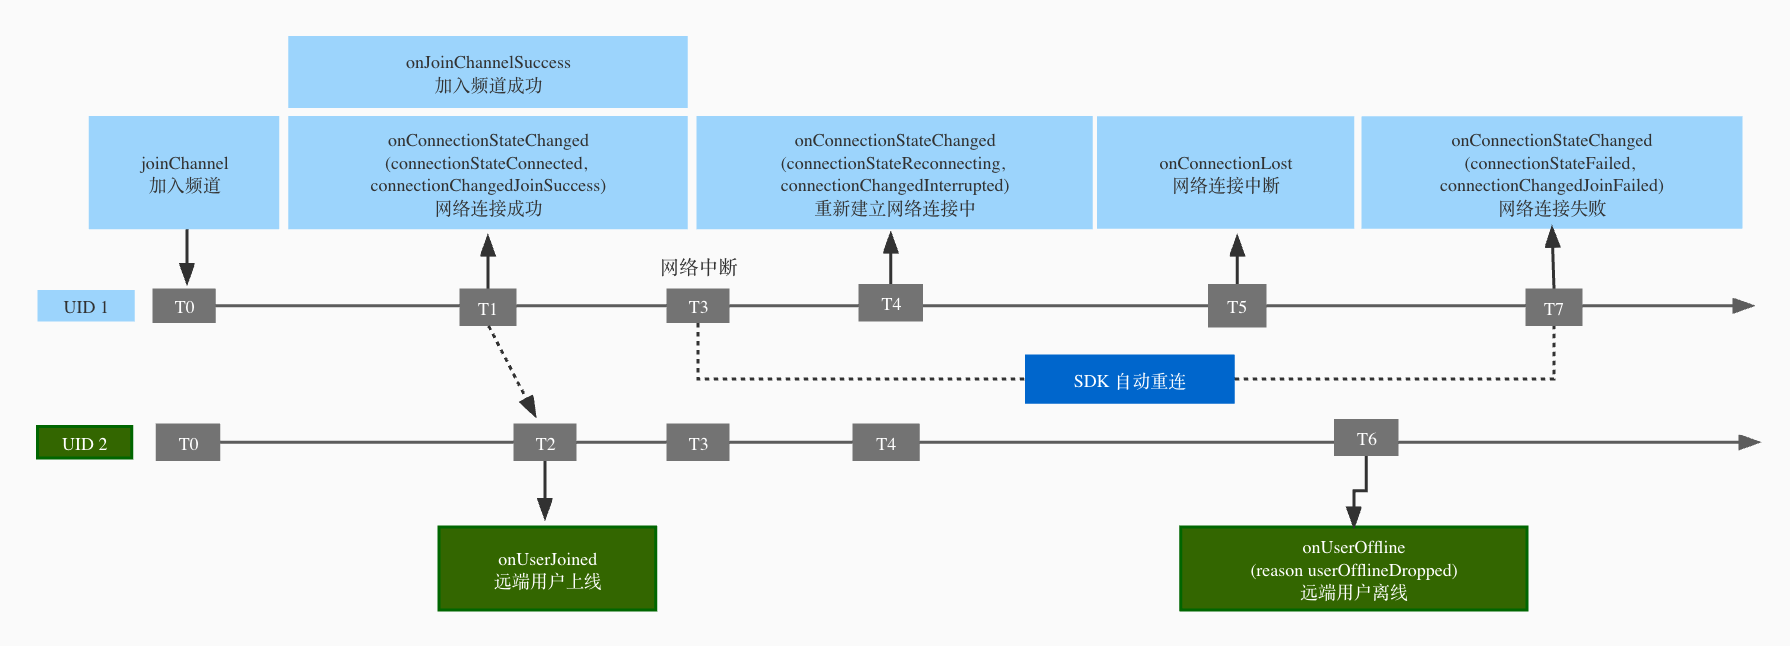 onJoinChannelSuccess
加入频道成功
joinChannel
加入频道
onConnectionStateChanged
(connectionStateConnected,
connectionChangedJoinSuccess)
网络连接成功
onConnectionStateChanged
(connectionStateReconnecting,
connectionChangedInterrupted)
重新建立网络连接中
onConnectionLost
网络连接中断
onConnectionStateChanged
(connectionStateFailed,
connectionChangedJoinFailed)
网络连接失败
网络中断
UID 1
T0
T1
T3
T4
T5
T7
SDK 自动重连
UID 2
T0
T2
T3
T4
T6
onUserJoined
远端用户上线
onUserOffline
(reason userOfflineDropped)
远端用户离线